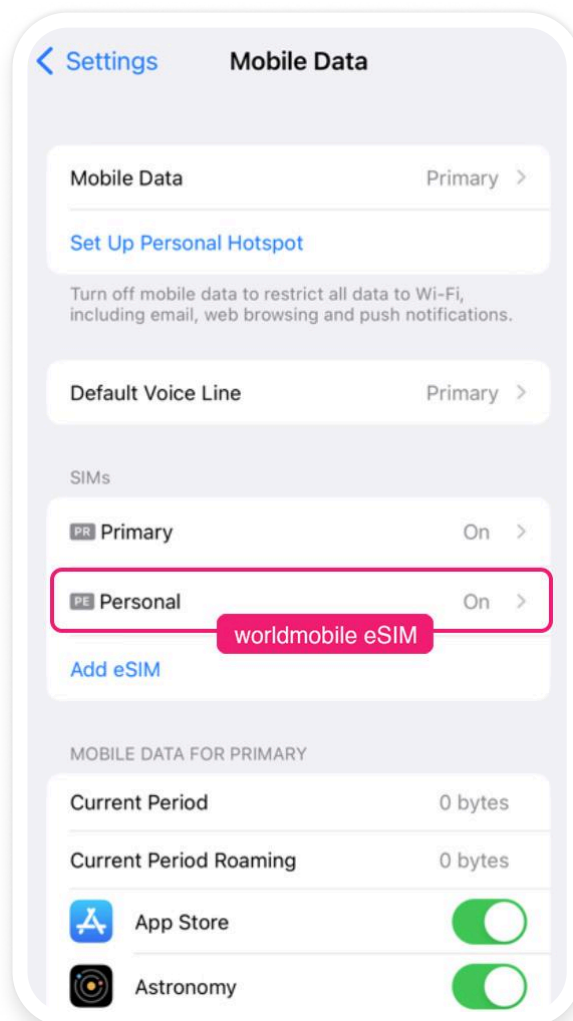 Settings
Mobile Data
Mobile Data Primary
Set Up Personal Hotspot
Turn off mobile data to restrict all data to Wi-Fi,
including email, web browsing and push notifications.
Default Voice Line Primary
SIMs
PR Primary On
PE Personal On
worldmobile eSIM
Add eSIM
MOBILE DATA FOR PRIMARY
Current Period 0 bytes
Current Period Roaming 0 bytes
App Store
Astronomy